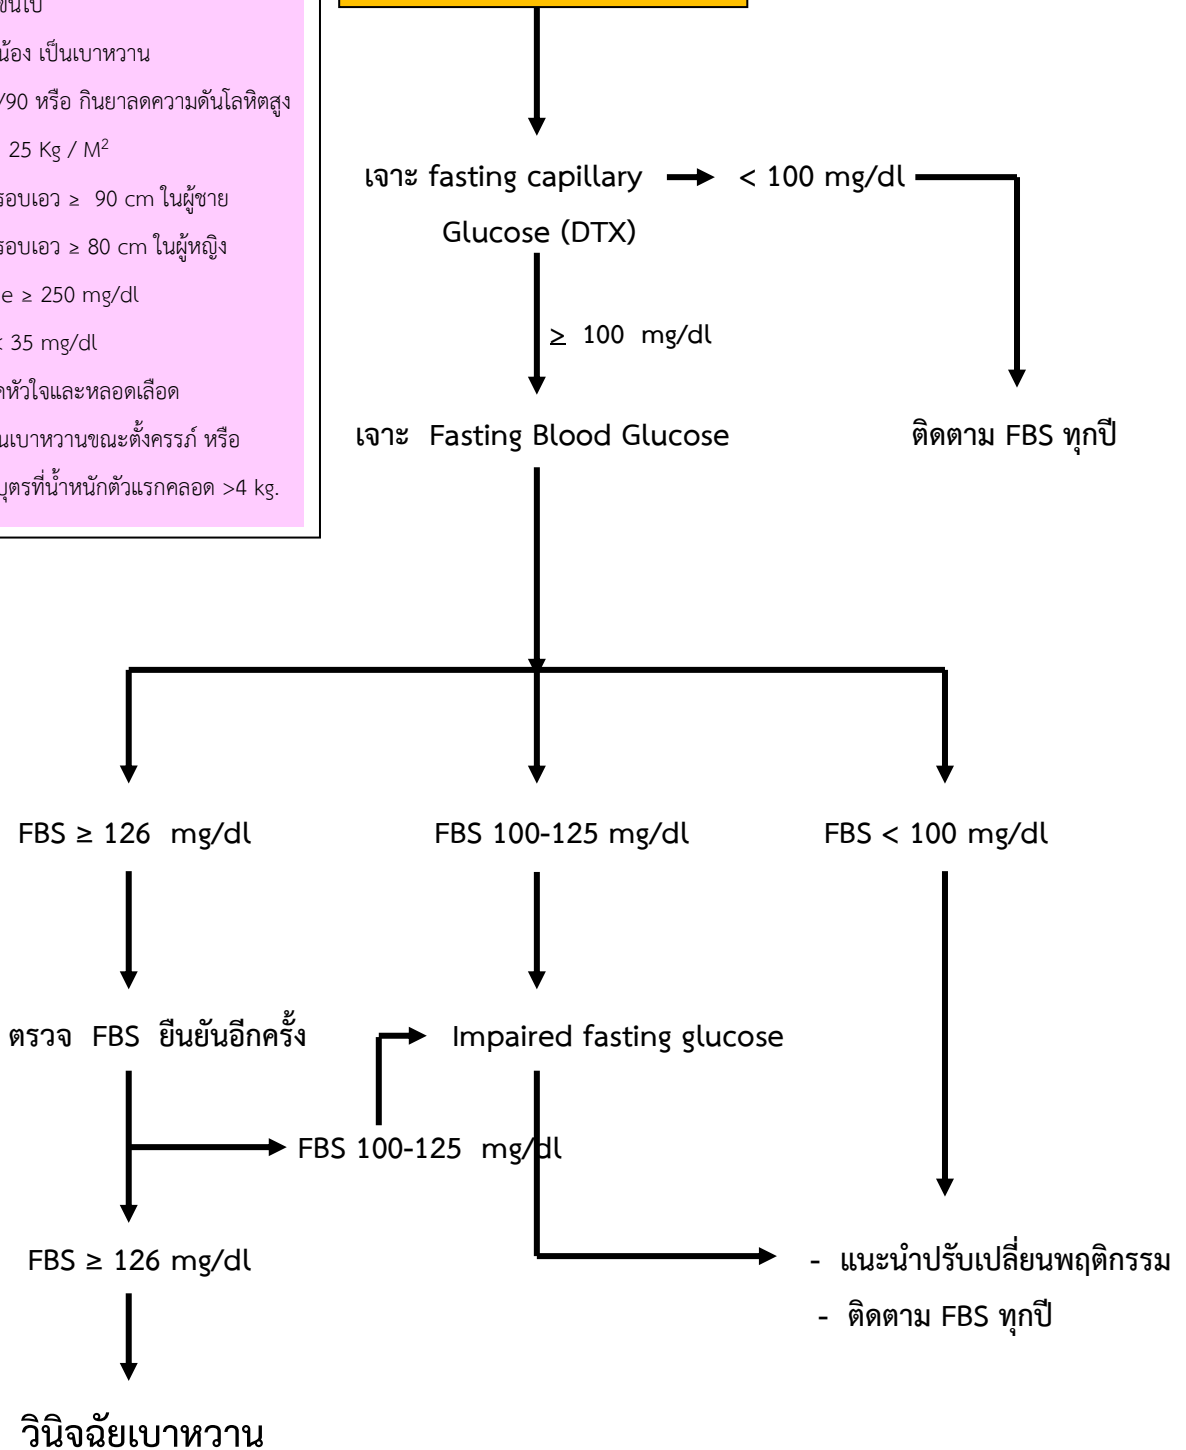 น้อง เป็นเบาหวาน
/90 หรือ กินยาลดความดันโลหิตสูง
25 Kg / M²
รอบเอว ≥ 90 cm ในผู้ชาย
รอบเอว ≥ 80 cm ในผู้หญิง
e ≥ 250 mg/dl
< 35 mg/dl
หัวใจและหลอดเลือด
นเบาหวานขณะตั้งครรภ์ หรือ
บุตรที่น้ำหนักตัวแรกคลอด >4 kg.
เจาะ fasting capillary
Glucose (DTX)
< 100 mg/dl
≥ 100 mg/dl
เจาะ Fasting Blood Glucose
ติดตาม FBS ทุกปี
FBS ≥ 126 mg/dl
FBS 100-125 mg/dl
FBS < 100 mg/dl
ตรวจ FBS ยืนยันอีกครั้ง
Impaired fasting glucose
FBS 100-125 mg/dl
FBS ≥ 126 mg/dl
- แนะนำปรับเปลี่ยนพฤติกรรม
- ติดตาม FBS ทุกปี
วินิจฉัยเบาหวาน